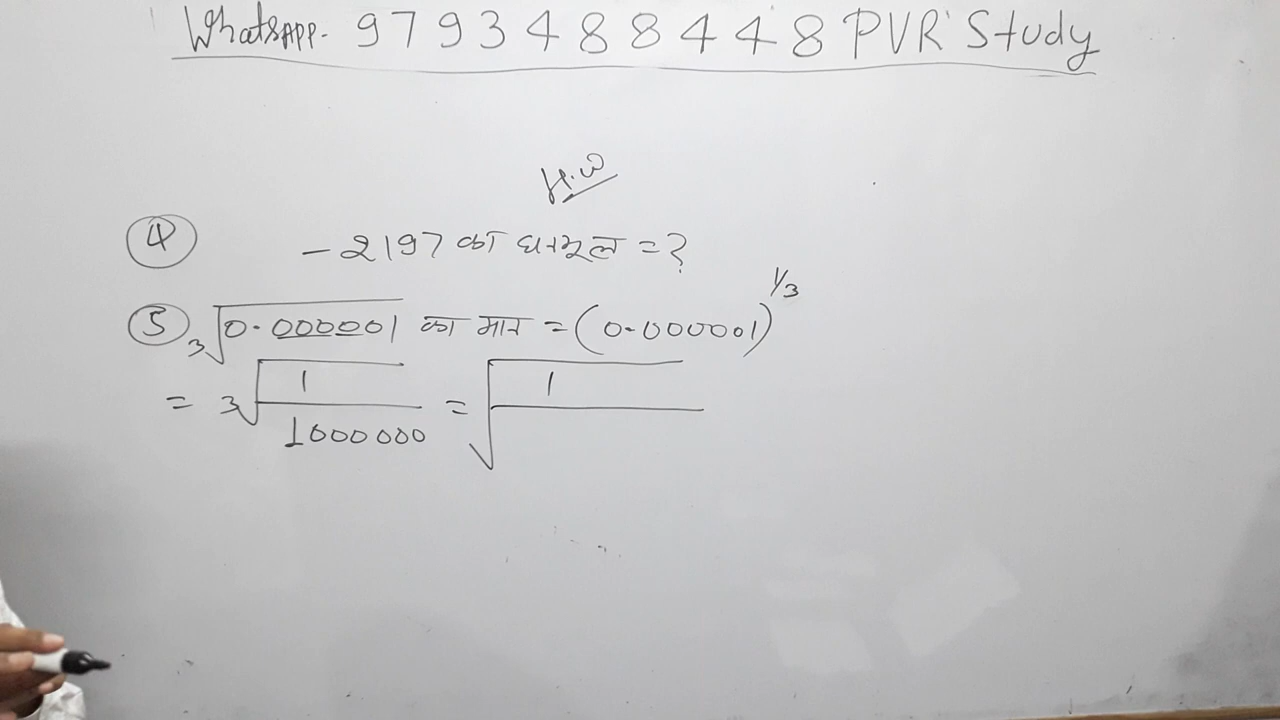 WhatsApp. 9793488448 PVR Study
H.W
④ -2197 का घनमूल = ?
⑤ ∛0.000001 का मान = (0.000001)^1/3
= ∛1/1000000 = √1/